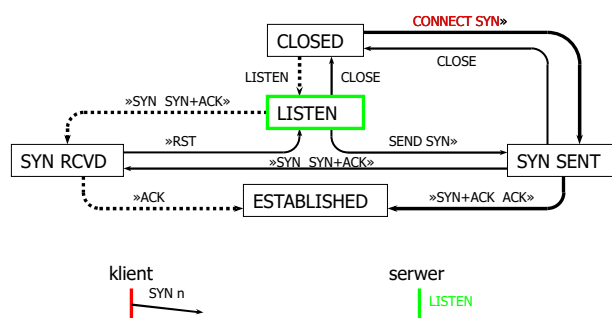 CONNECT SYN»
CLOSED
CLOSE
LISTEN
CLOSE
»SYN SYN+ACK»
LISTEN
»RST
SEND SYN»
SYN RCVD
»SYN SYN+ACK»
SYN SENT
»ACK
ESTABLISHED
»SYN+ACK ACK»
klient
serwer
SYN n
LISTEN